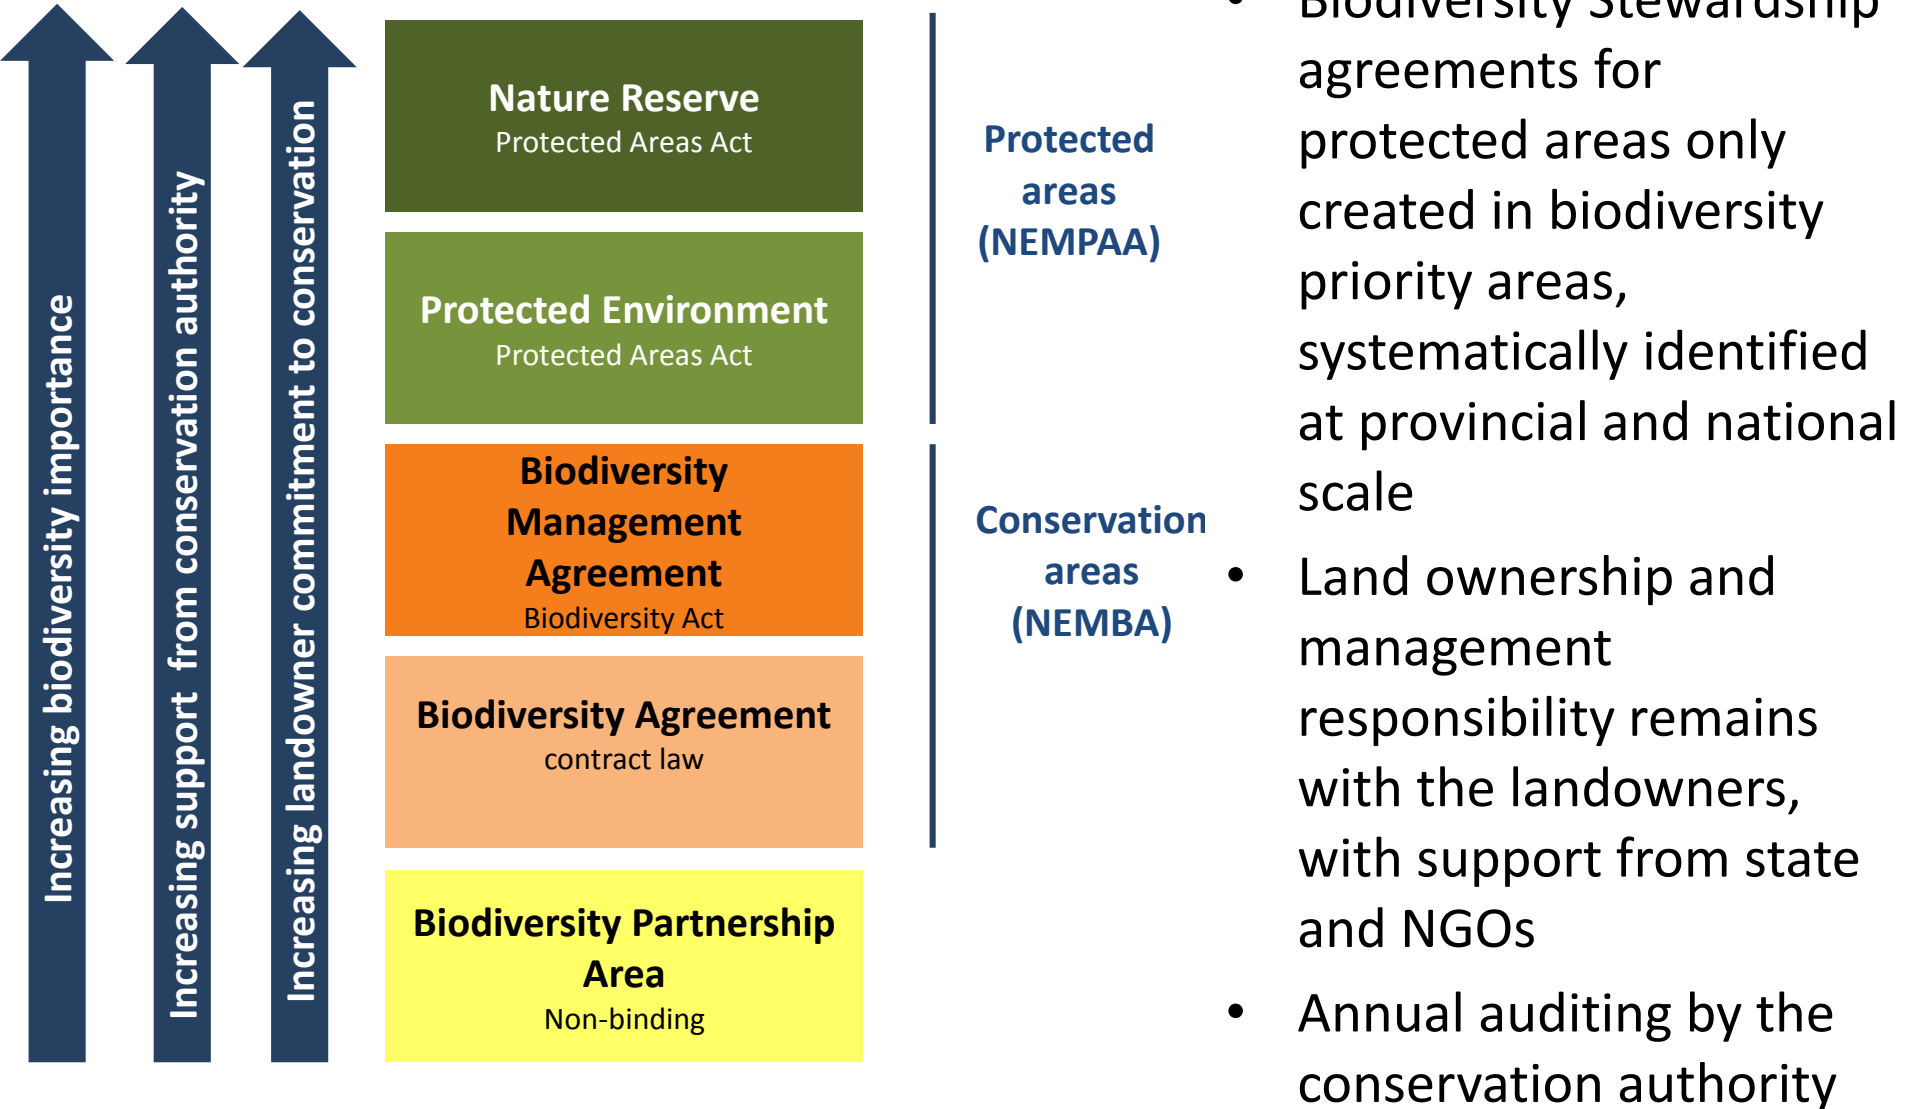 Increasing biodiversity importance
Increasing support from conservation authority
Increasing landowner commitment to conservation
Nature Reserve
Protected Areas Act
Protected Environment
Protected Areas Act
Biodiversity
Management
Agreement
Biodiversity Act
Biodiversity Agreement
contract law
Biodiversity Partnership
Area
Non-binding
Protected
areas
(NEMPAA)
Conservation
areas
(NEMBA)
• Biodiversity Stewardship
agreements for
protected areas only
created in biodiversity
priority areas,
systematically identified
at provincial and national
scale
• Land ownership and
management
responsibility remains
with the landowners,
with support from state
and NGOs
• Annual auditing by the
conservation authority